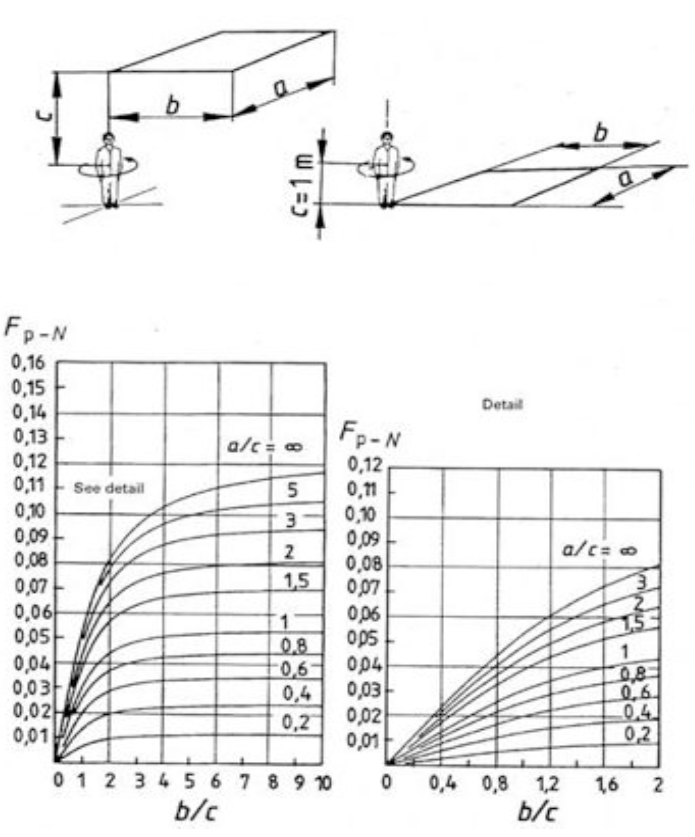 c
b
a
c = 1 m
b
a
F p – N
0,16
0,15
0,14
0,13
0,12
0,11
0,10
0,09
0,08
0,07
0,06
0,05
0,04
0,03
0,02
0,01
0 1 2 3 4 5 6 7 8 9 10
b/c
a/c = ∞
See detail
5
3
2
1,5
1
0,8
0,6
0,4
0,2
Detail
F p – N
0,12
0,11
0,10
0,09
0,08
0,07
0,06
0,05
0,04
0,03
0,02
0,01
0 0,4 0,8 1,2 1,6 2
b/c
a/c = ∞
3
2
1,5
1
0,8
0,6
0,4
0,2